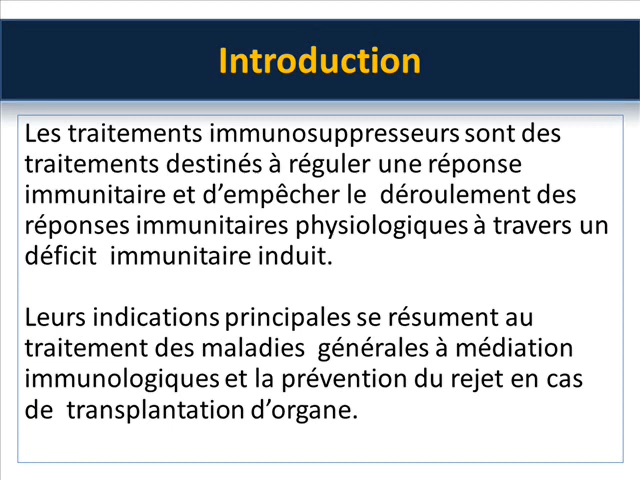 Introduction
Les traitements immunosuppresseurs sont des
traitements destinés à réguler une réponse
immunitaire et d’empêcher le déroulement des
réponses immunitaires physiologiques à travers un
déficit immunitaire induit.
Leurs indications principales se résument au
traitement des maladies générales à médiation
immunologiques et la prévention du rejet en cas
de transplantation d’organe.